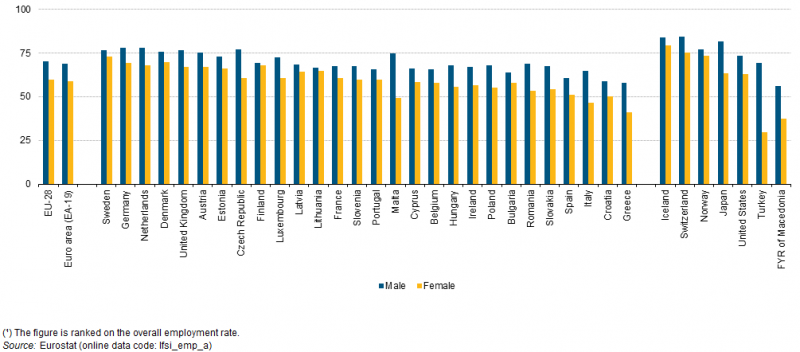 100
75
50
25
0
EU-28
Euro area (EA-19)
Sweden
Germany
Netherlands
Denmark
United Kingdom
Austria
Estonia
Czech Republic
Finland
Luxembourg
Latvia
Lithuania
France
Slovenia
Portugal
Malta
Cyprus
Belgium
Hungary
Ireland
Poland
Bulgaria
Romania
Slovakia
Spain
Italy
Croatia
Greece
Iceland
Switzerland
Norway
Japan
United States
Turkey
FYR of Macedonia
Male Female
(¹) The figure is ranked on the overall employment rate.
Source: Eurostat (online data code: lfsi_emp_a)